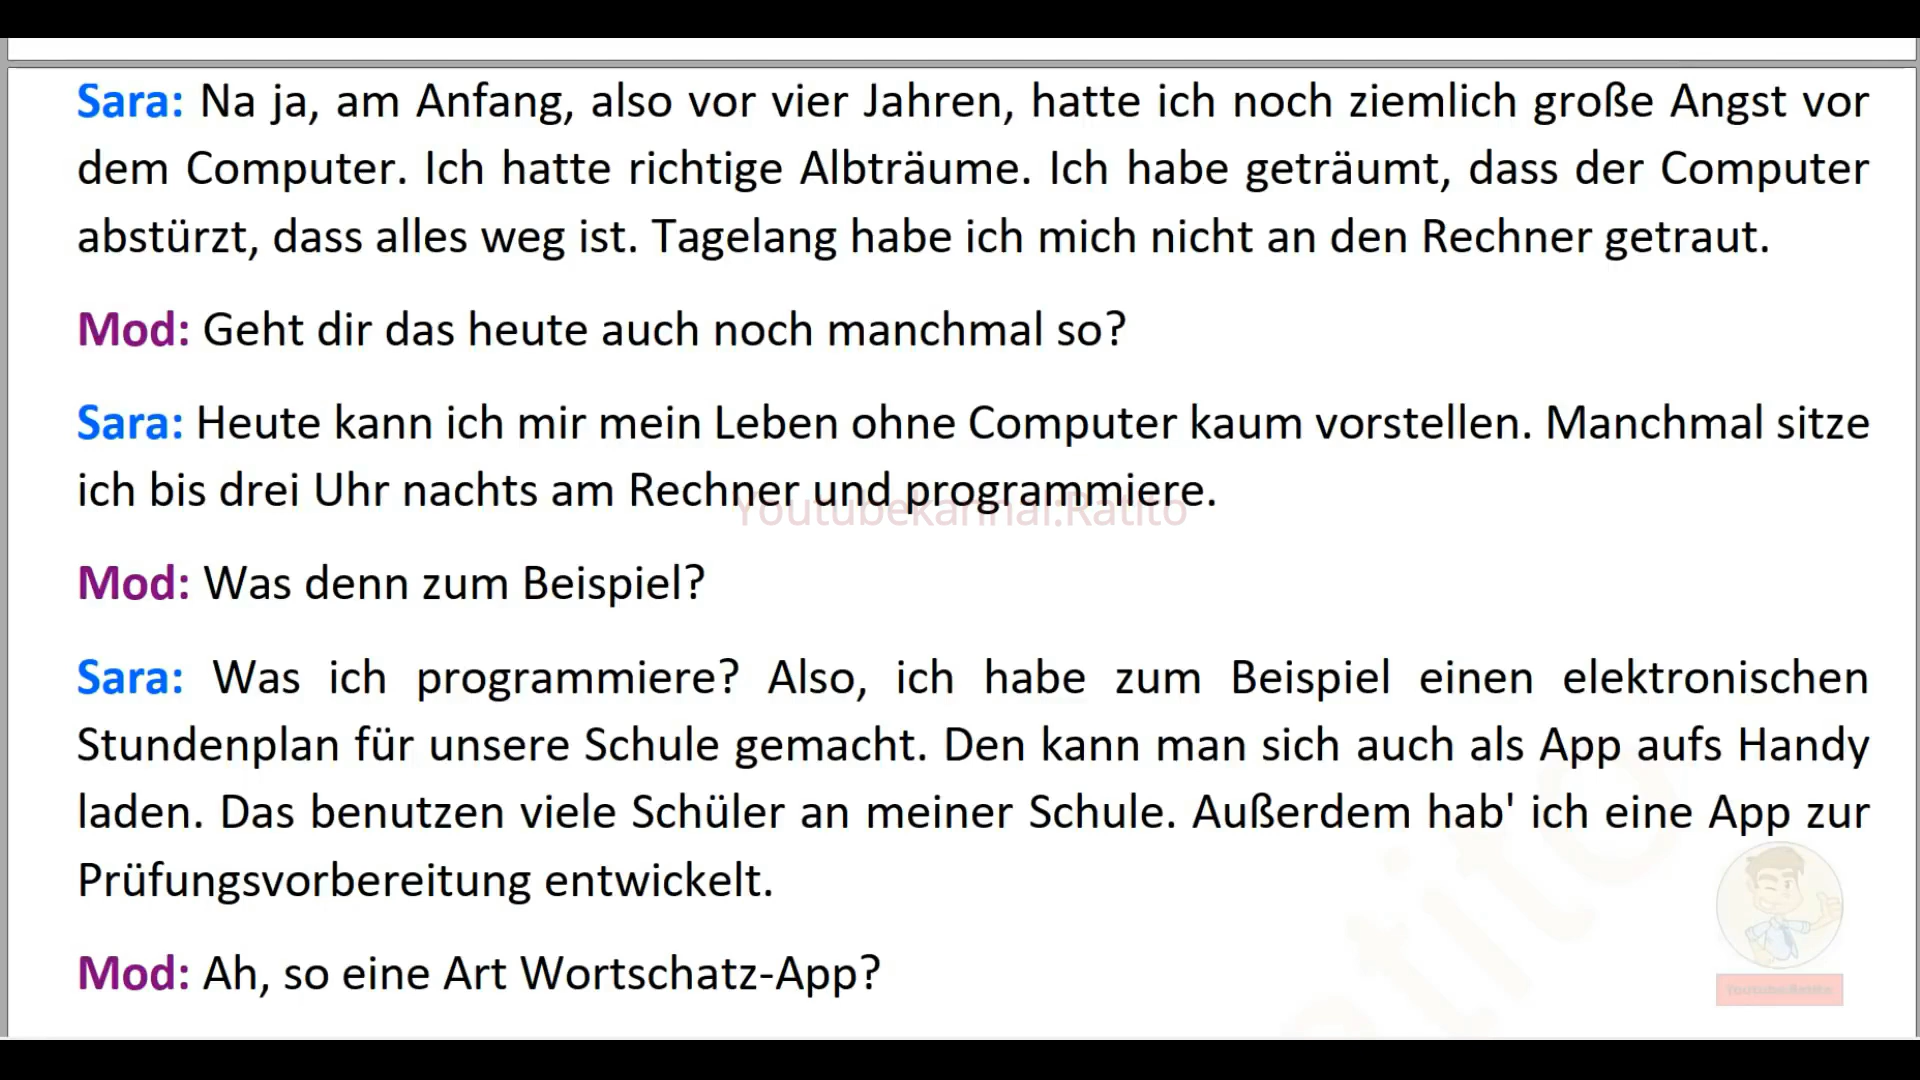 Sara: Na ja, am Anfang, also vor vier Jahren, hatte ich noch ziemlich große Angst vor
dem Computer. Ich hatte richtige Albträume. Ich habe geträumt, dass der Computer
abstürzt, dass alles weg ist. Tagelang habe ich mich nicht an den Rechner getraut.
Mod: Geht dir das heute auch noch manchmal so?
Sara: Heute kann ich mir mein Leben ohne Computer kaum vorstellen. Manchmal sitze
ich bis drei Uhr nachts am Rechner und programmiere.
Youtubekannal:Ratito
Mod: Was denn zum Beispiel?
Sara: Was ich programmiere? Also, ich habe zum Beispiel einen elektronischen
Stundenplan für unsere Schule gemacht. Den kann man sich auch als App aufs Handy
laden. Das benutzen viele Schüler an meiner Schule. Außerdem hab' ich eine App zur
Prüfungsvorbereitung entwickelt.
Mod: Ah, so eine Art Wortschatz-App?